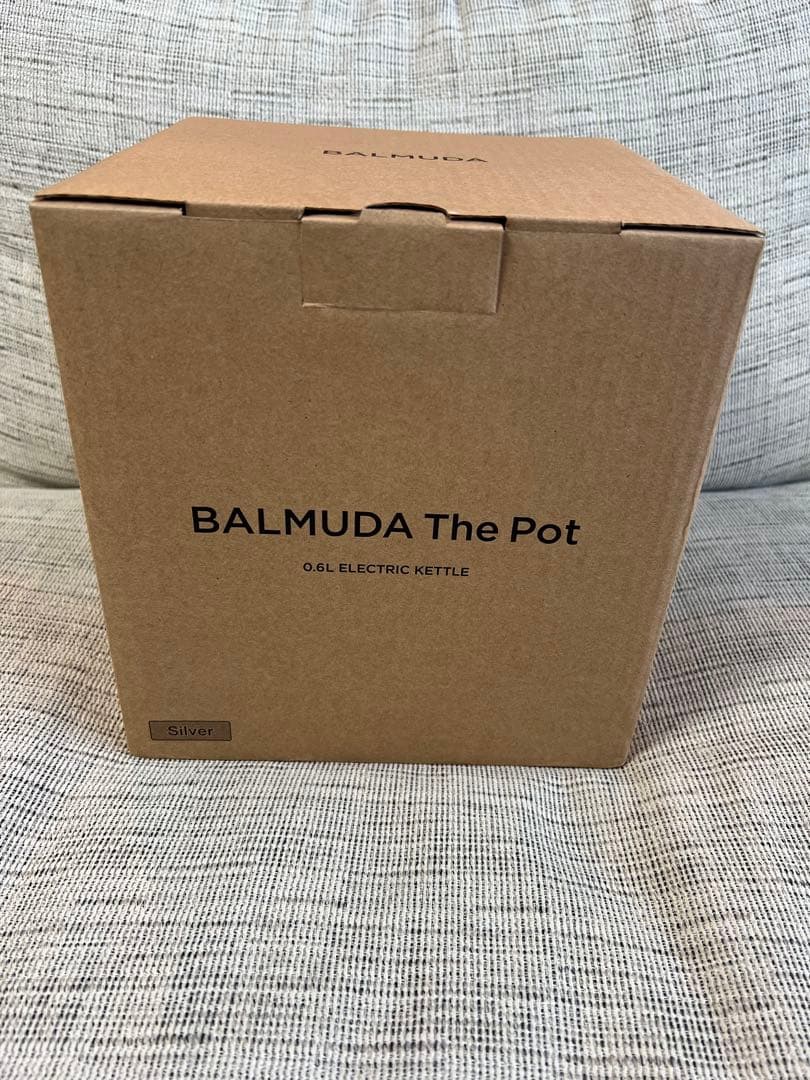 BALMUDA
BALMUDA The Pot
0.6L ELECTRIC KETTLE
Silver